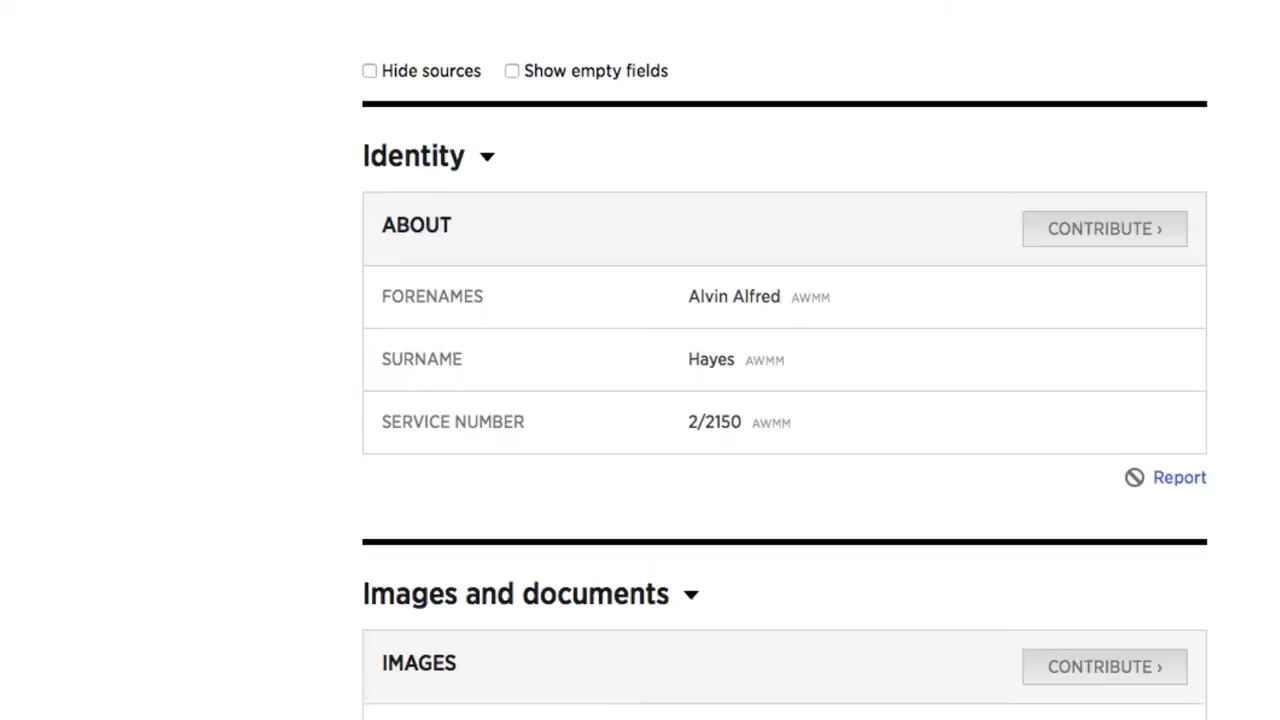 Hide sources Show empty fields
Identity
ABOUT CONTRIBUTE ›
FORENAMES Alvin Alfred AWMM
SURNAME Hayes AWMM
SERVICE NUMBER 2/2150 AWMM
Report
Images and documents
IMAGES CONTRIBUTE ›